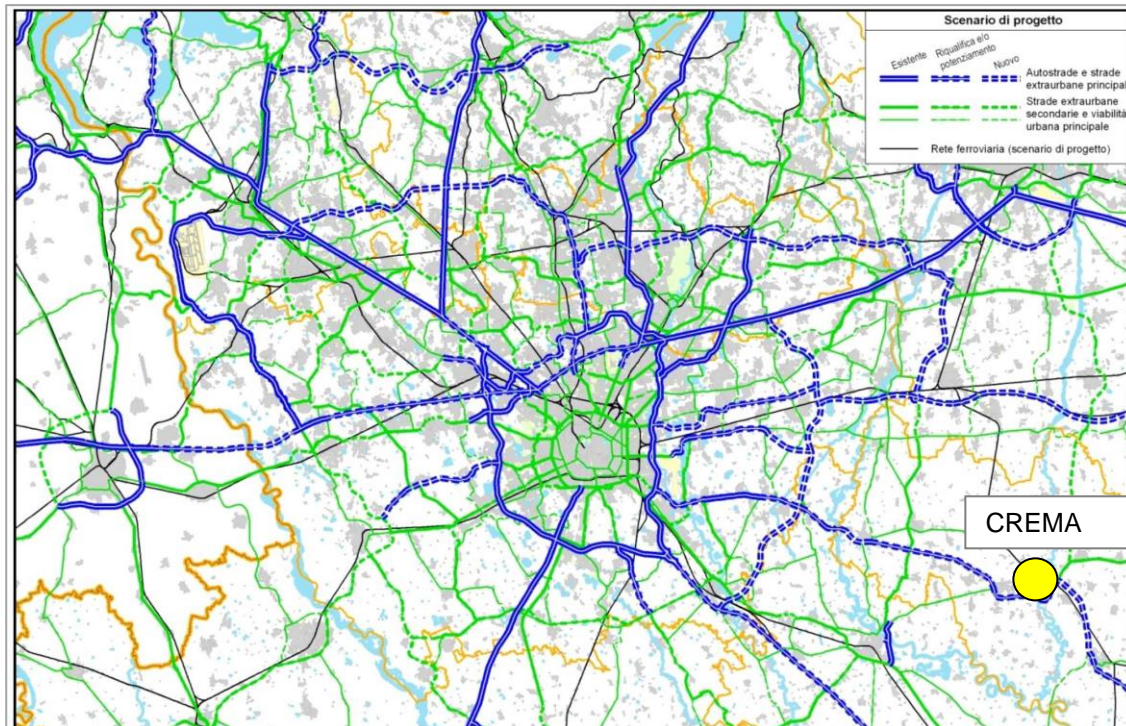 Scenario di progetto
Esistente
Riqualifica e/o
potenziamento
Nuovo
Autostrade e strade
extraurbane principal
Strade extraurbane
secondarie e viabilità
urbana principale
Rete ferroviaria (scenario di progetto)
CREMA